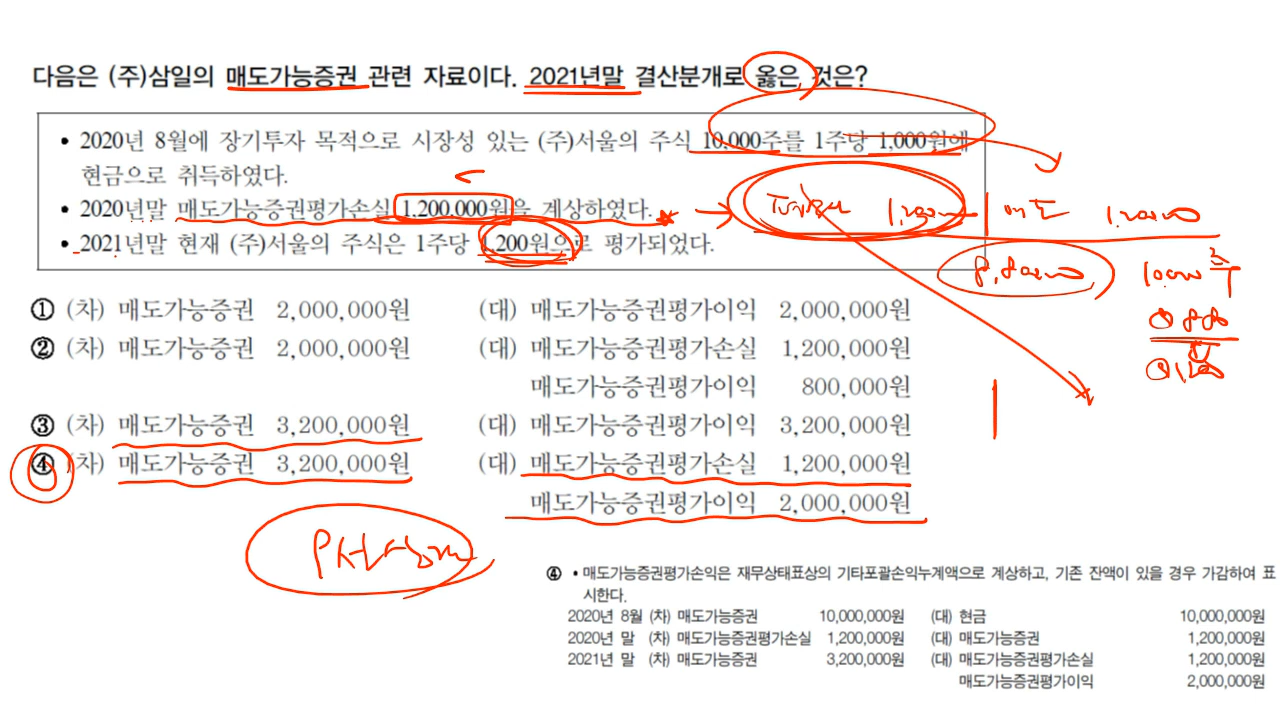 다음은 (주)삼일의 매도가능증권 관련 자료이다. 2021년말 결산분개로 옳은 것은?
• 2020년 8월에 장기투자 목적으로 시장성 있는 (주)서울의 주식 10,000주를 1주당 1,000원에
현금으로 취득하였다.
• 2020년말 매도가능증권평가손실 1,200,000원을 계상하였다.
• 2021년말 현재 (주)서울의 주식은 1주당 1,200원으로 평가되었다.
① (차) 매도가능증권 2,000,000원 (대) 매도가능증권평가이익 2,000,000원
② (차) 매도가능증권 2,000,000원 (대) 매도가능증권평가손실 1,200,000원
매도가능증권평가이익 800,000원
③ (차) 매도가능증권 3,200,000원 (대) 매도가능증권평가이익 3,200,000원
④ (차) 매도가능증권 3,200,000원 (대) 매도가능증권평가손실 1,200,000원
매도가능증권평가이익 2,000,000원
④ • 매도가능증권평가손익은 재무상태표상의 기타포괄손익누계액으로 계상하고, 기존 잔액이 있을 경우 가감하여 표
시한다.
2020년 8월 (차) 매도가능증권 10,000,000원 (대) 현금 10,000,000원
2020년 말 (차) 매도가능증권평가손실 1,200,000원 (대) 매도가능증권 1,200,000원
2021년 말 (차) 매도가능증권 3,200,000원 (대) 매도가능증권평가손실 1,200,000원
매도가능증권평가이익 2,000,000원